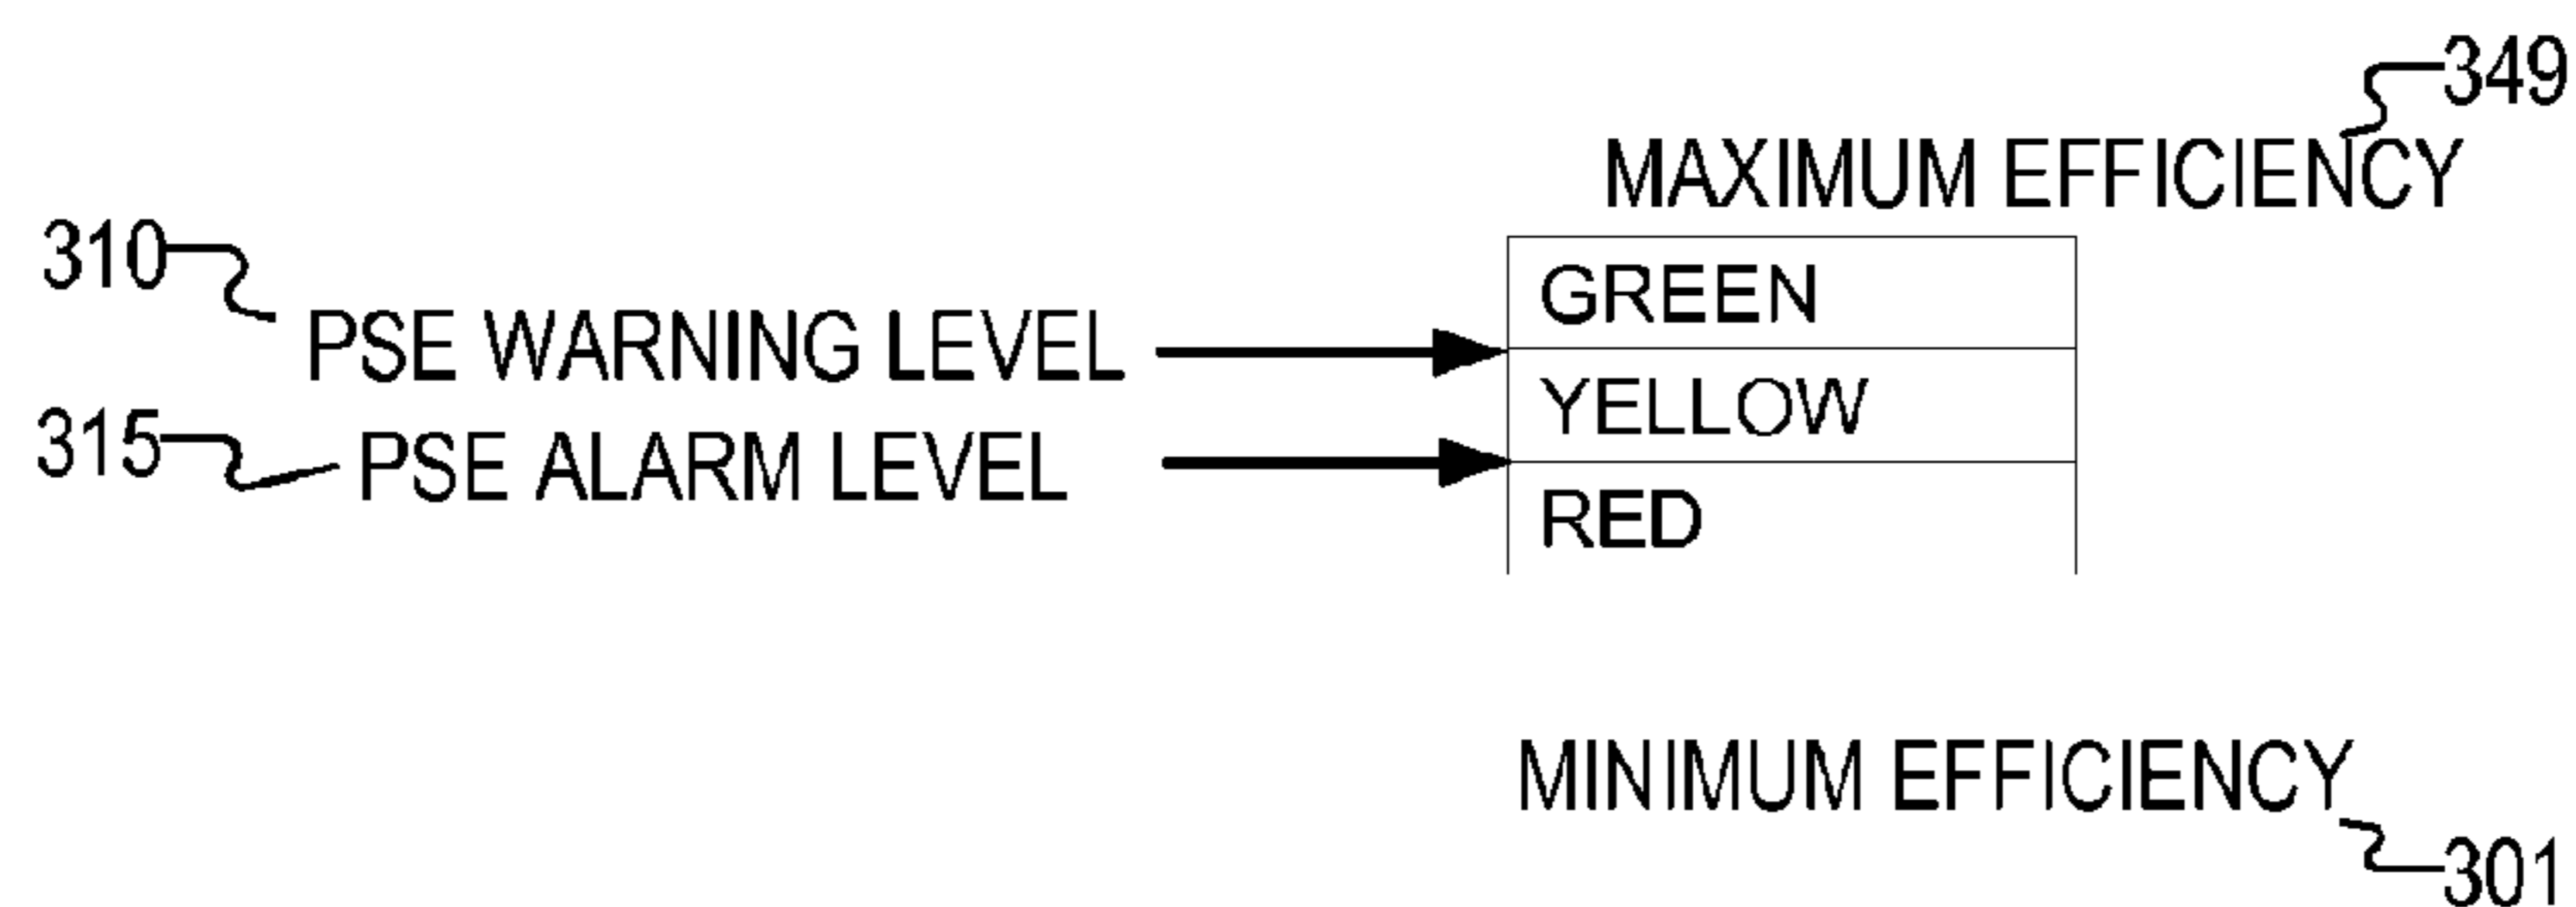 349
MAXIMUM EFFICIENCY
310
GREEN
PSE WARNING LEVEL
YELLOW
315
PSE ALARM LEVEL
RED
MINIMUM EFFICIENCY
301